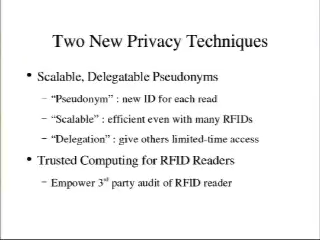 Two New Privacy Techniques
• Scalable, Delegatable Pseudonyms
– “Pseudonym” : new ID for each read
– “Scalable” : efficient even with many RFIDs
– “Delegation” : give others limited-time access
• Trusted Computing for RFID Readers
– Empower 3rd party audit of RFID reader